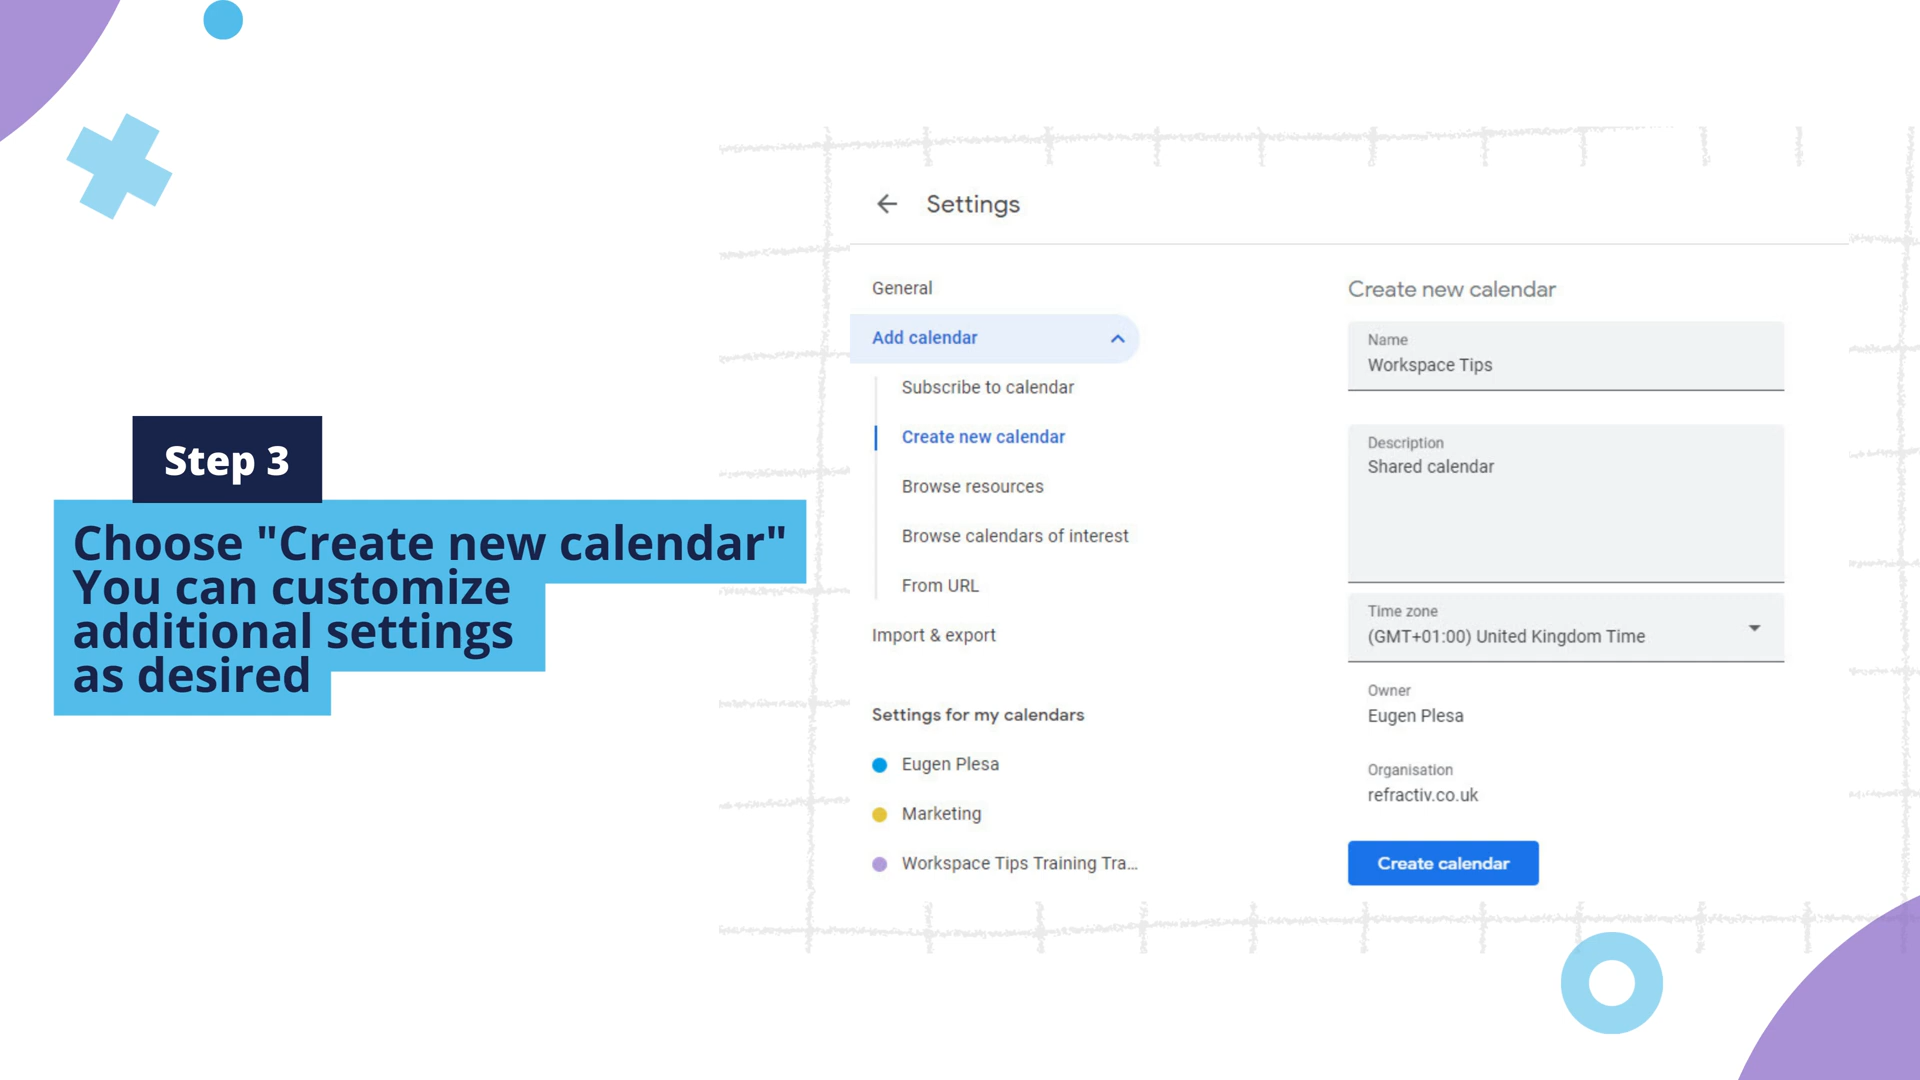 Step 3
Choose "Create new calendar"
You can customize
additional settings
as desired
Settings
General
Add calendar
Subscribe to calendar
Create new calendar
Browse resources
Browse calendars of interest
From URL
Import & export
Settings for my calendars
Eugen Plesa
Marketing
Workspace Tips Training Tra...
Create new calendar
Name
Workspace Tips
Description
Shared calendar
Time zone
(GMT+01:00) United Kingdom Time
Owner
Eugen Plesa
Organisation
refractiv.co.uk
Create calendar